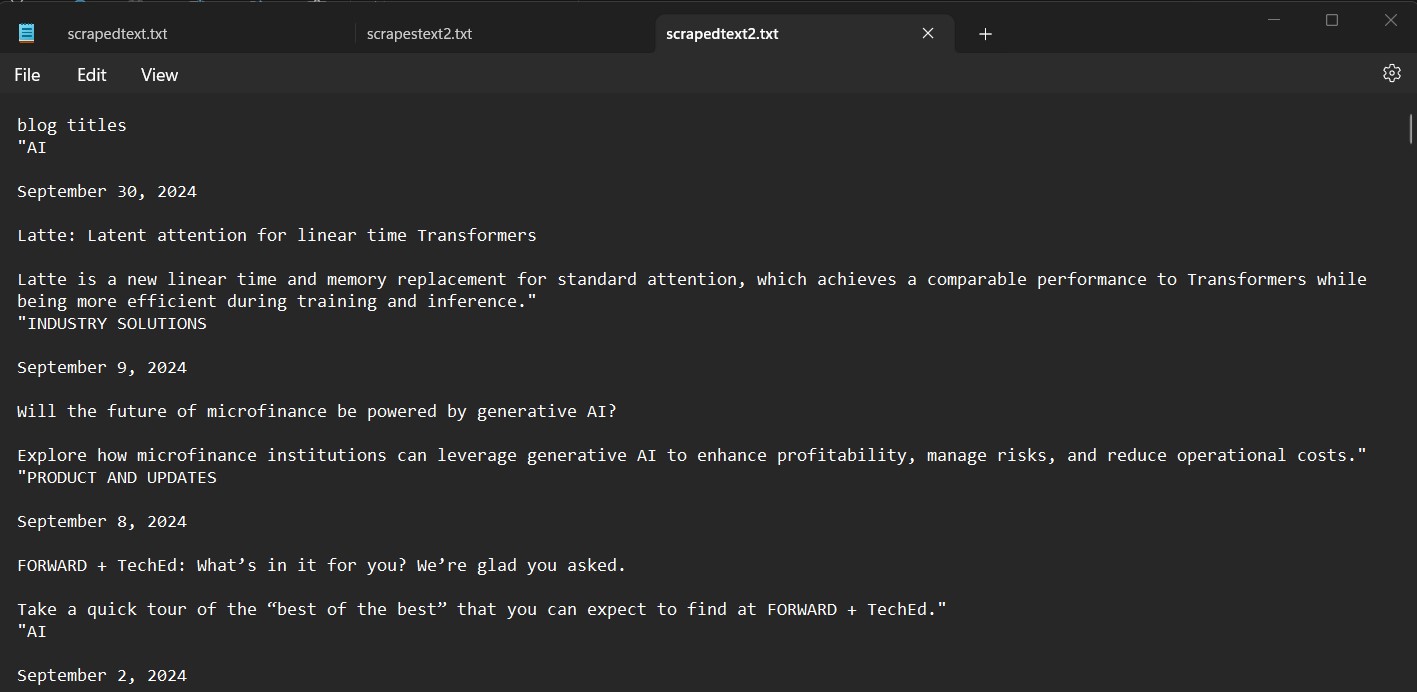 scrapedtext.txt
scrapestext2.txt
scrapedtext2.txt
File
Edit
View
blog titles
"AI
September 30, 2024
Latte: Latent attention for linear time Transformers
Latte is a new linear time and memory replacement for standard attention, which achieves a comparable performance to Transformers while
being more efficient during training and inference."
"INDUSTRY SOLUTIONS
September 9, 2024
Will the future of microfinance be powered by generative AI?
Explore how microfinance institutions can leverage generative AI to enhance profitability, manage risks, and reduce operational costs."
"PRODUCT AND UPDATES
September 8, 2024
FORWARD + TechEd: What’s in it for you? We’re glad you asked.
Take a quick tour of the “best of the best” that you can expect to find at FORWARD + TechEd."
"AI
September 2, 2024